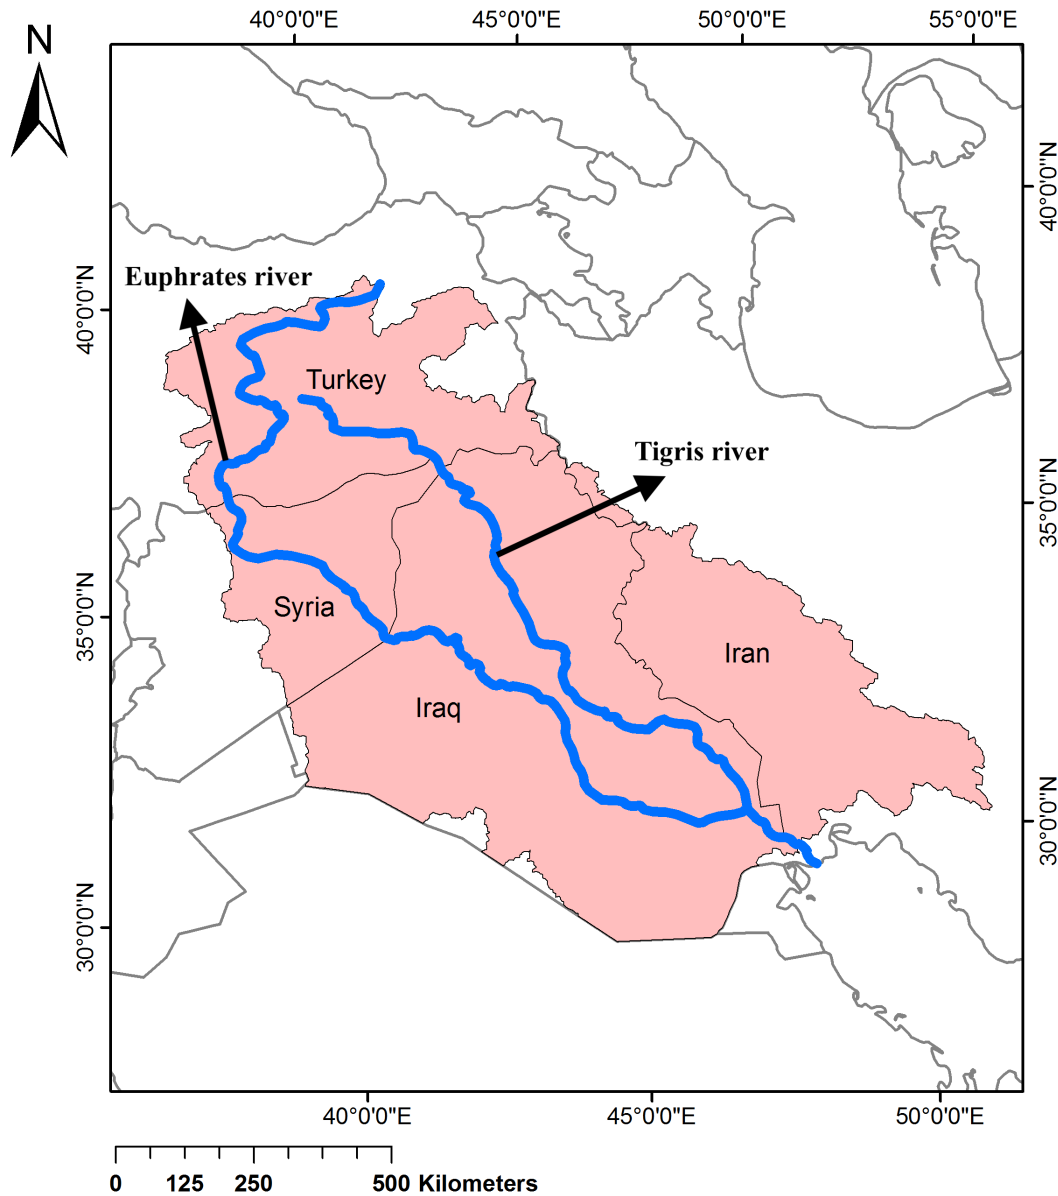 40°0'0"E 45°0'0"E 50°0'0"E 55°0'0"E
N
40°0'0"N
Euphrates river
40°0'0"N
Turkey
Tigris river
35°0'0"N
Syria
35°0'0"N
Iran
Iraq
30°0'0"N
30°0'0"N
40°0'0"E 45°0'0"E 50°0'0"E
0 125 250 500 Kilometers